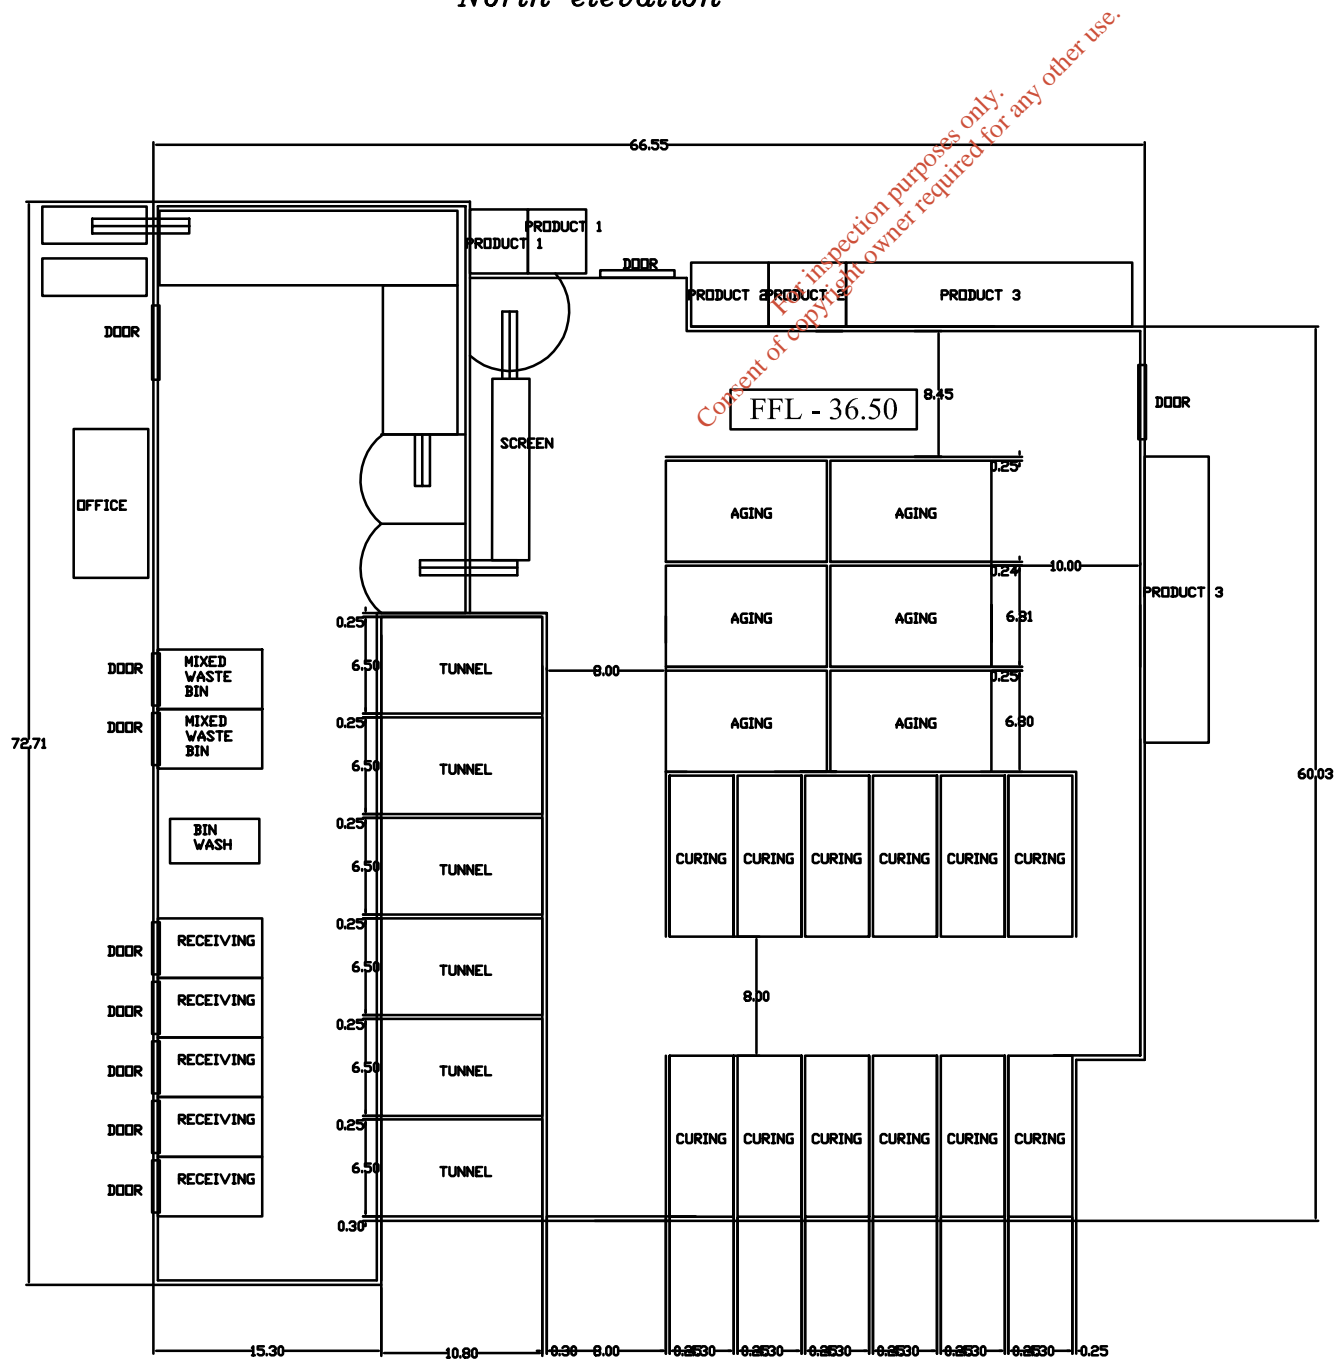 North elevation
For inspection purposes only.
Consent of copyright owner required for any other use.
66.55
PRODUCT 1
PRODUCT 1
DOOR
PRODUCT 2
PRODUCT 2
PRODUCT 3
DOOR
8.45
FFL - 36.50
DOOR
SCREEN
0.25
OFFICE
AGING
AGING
0.24
10.00
PRODUCT 3
0.25
AGING
AGING
6.81
DOOR
MIXED
WASTE
BIN
6.50
TUNNEL
8.00
0.25
DOOR
MIXED
WASTE
BIN
0.25
AGING
AGING
6.80
72.71
6.50
TUNNEL
60.03
0.25
BIN
WASH
6.50
TUNNEL
CURING
CURING
CURING
CURING
CURING
CURING
0.25
DOOR
RECEIVING
6.50
TUNNEL
8.00
DOOR
RECEIVING
0.25
DOOR
RECEIVING
6.50
TUNNEL
DOOR
RECEIVING
0.25
CURING
CURING
CURING
CURING
CURING
CURING
DOOR
RECEIVING
6.50
TUNNEL
0.30
15.30
10.80
0.30
8.00
0.25